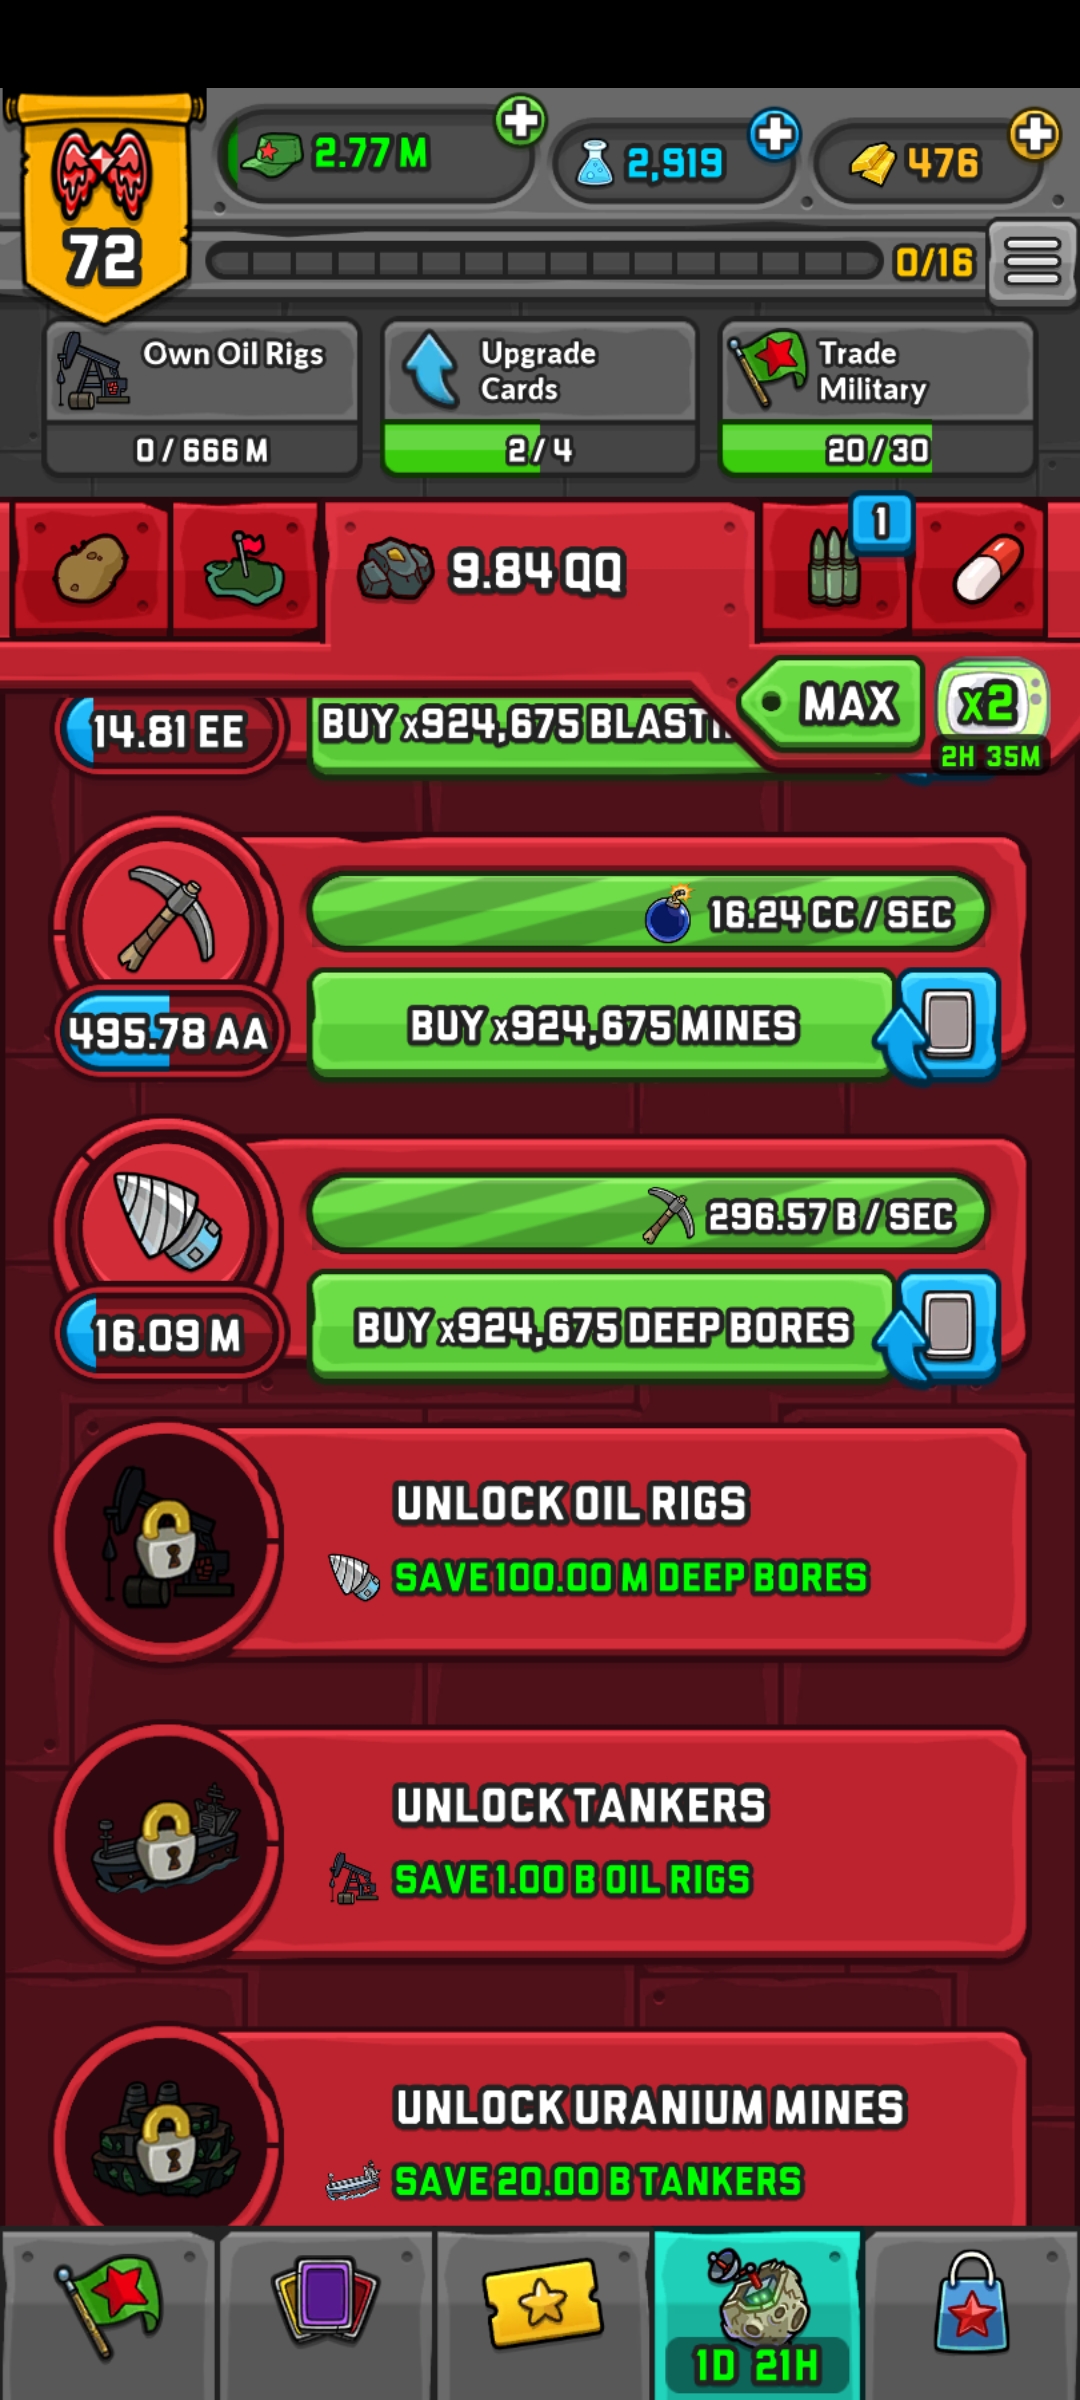 2.77 M
2,919
476
72
0/16
Own Oil Rigs
0 / 666 M
Upgrade
Cards
2 / 4
Trade
Military
20 / 30
9.84 QQ
1
MAX
x2
2H 35M
14.81 EE
BUY x924,675
16.24 CC / SEC
495.78 AA
BUY x924,675 MINES
296.57 B / SEC
16.09 M
BUY x924,675 DEEP BORES
UNLOCK OIL RIGS
SAVE 100.00 M DEEP BORES
UNLOCK TANKERS
SAVE 1.00 B OIL RIGS
UNLOCK URANIUM MINES
SAVE 20.00 B TANKERS
1D 21H